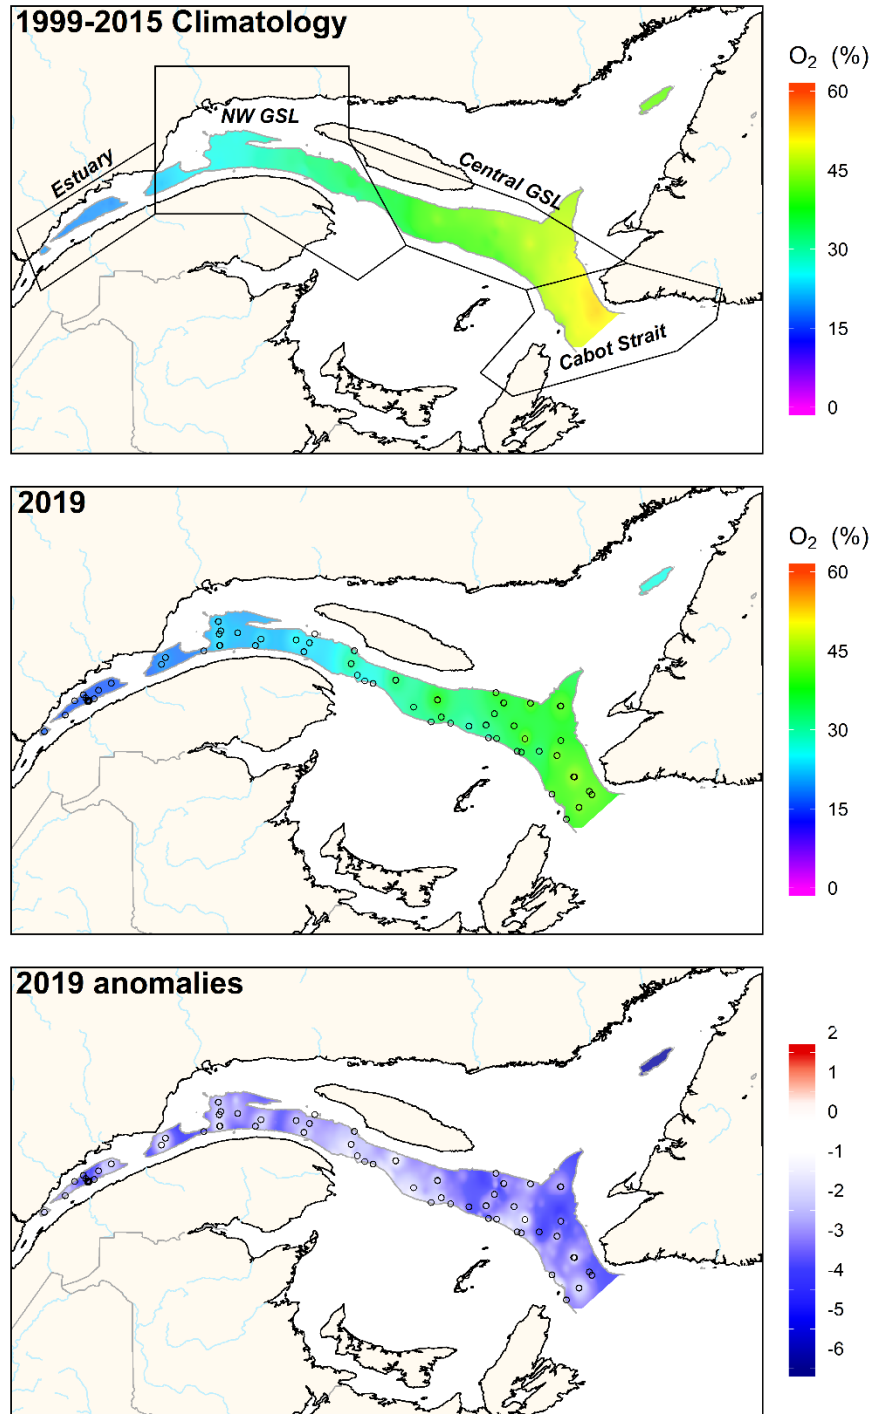 1999-2015 Climatology
O₂ (%)
60
NW GSL
Estuary
Central GSL
45
30
15
Cabot Strait
0
2019
O₂ (%)
60
45
30
15
0
2019 anomalies
2
1
0
-1
-2
-3
-4
-5
-6